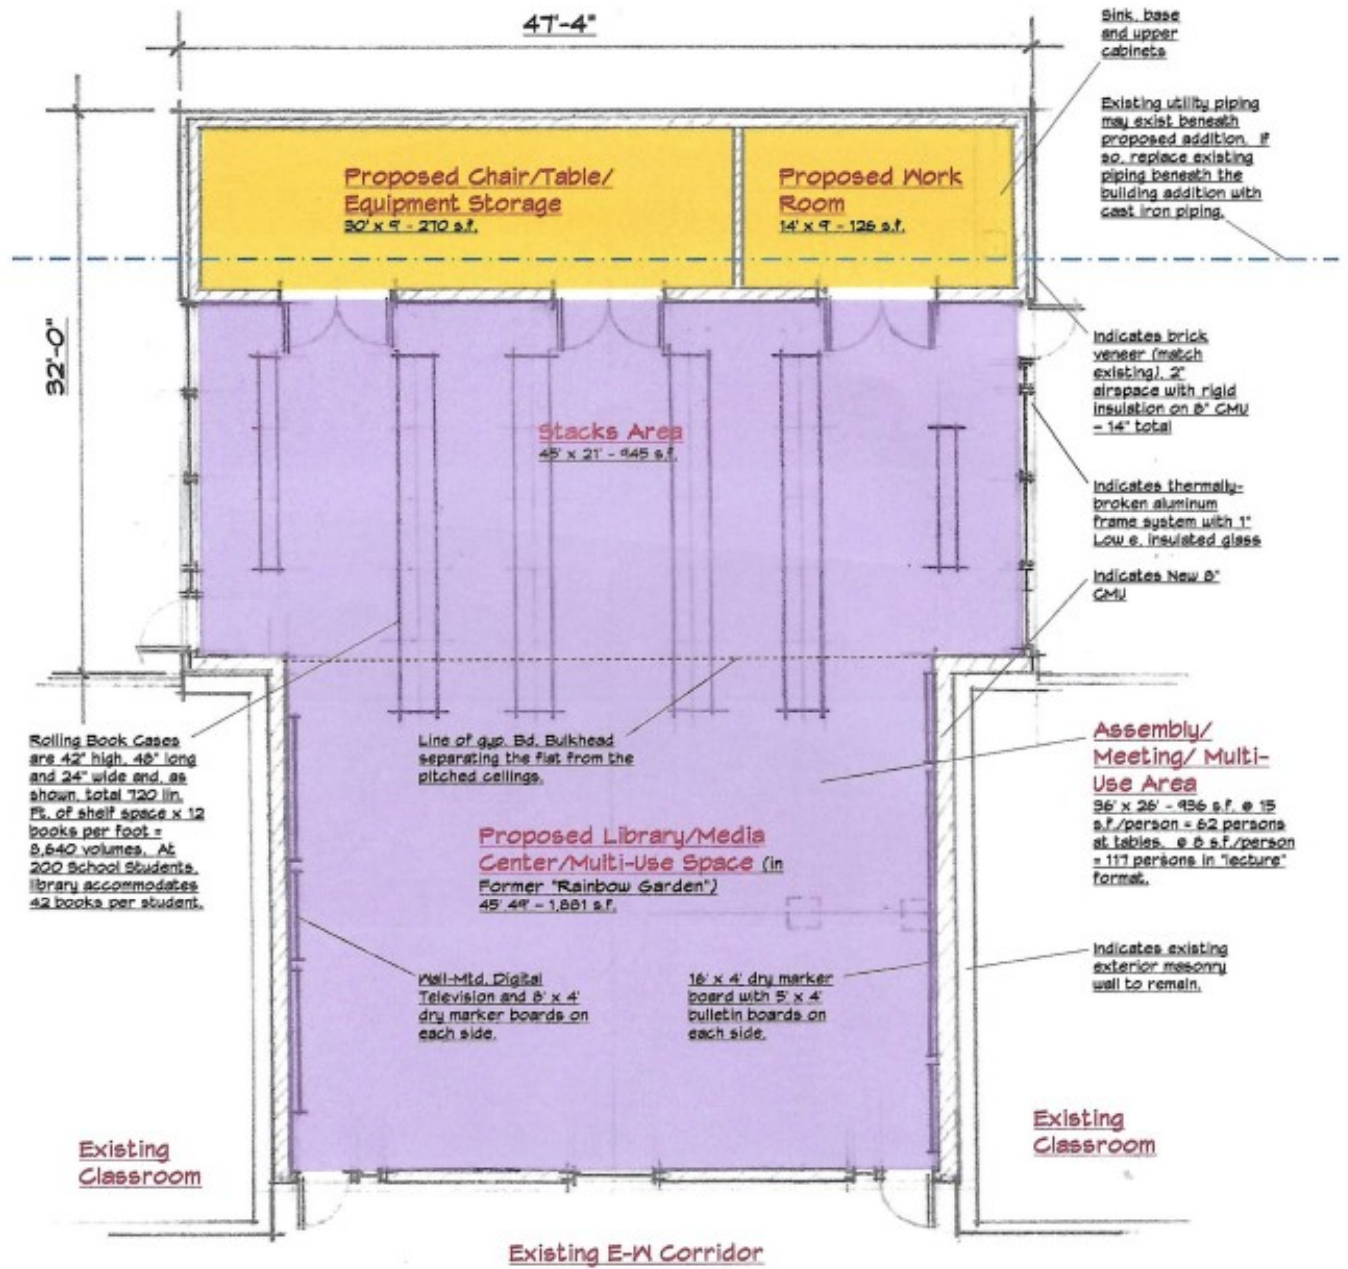 47'-4"
Sink, base
and upper
cabinets
Existing utility piping
may exist beneath
proposed addition. If
so, replace existing
piping beneath the
building addition with
cast iron piping.
Proposed Chair/Table/
Equipment Storage
30' x 9' - 270 s.f.
Proposed Work
Room
14' x 9' - 126 s.f.
32'-0"
Indicates brick
veneer (match
existing), 2"
airspace with rigid
insulation on 8" CMU
- 14" total
Stacks Area
45' x 21' - 945 s.f.
Indicates thermally-
broken aluminum
frame system with 1"
Low e, insulated glass
Indicates New 8"
CMU
Rolling Book Cases
are 42" high, 48" long
and 24" wide and, as
shown, total 720 lin.
Ft. of shelf space x 12
books per foot =
8,640 volumes. At
200 School Students,
library accommodates
42 books per student.
Line of gyp. Bd. Bulkhead
separating the flat from the
pitched ceilings.
Assembly/
Meeting/ Multi-
Use Area
36' x 26' - 936 s.f. @ 15
s.f./person = 62 persons
at tables. @ 8 s.f./person
= 117 persons in "lecture"
format.
Proposed Library/Media
Center/Multi-Use Space (in
Former "Rainbow Garden")
45' 49' - 1,881 s.f.
Wall-Mtd. Digital
Television and 8' x 4'
dry marker boards on
each side.
16' x 4' dry marker
board with 5' x 4'
bulletin boards on
each side.
Indicates existing
exterior masonry
wall to remain.
Existing
Classroom
Existing
Classroom
Existing E-W Corridor